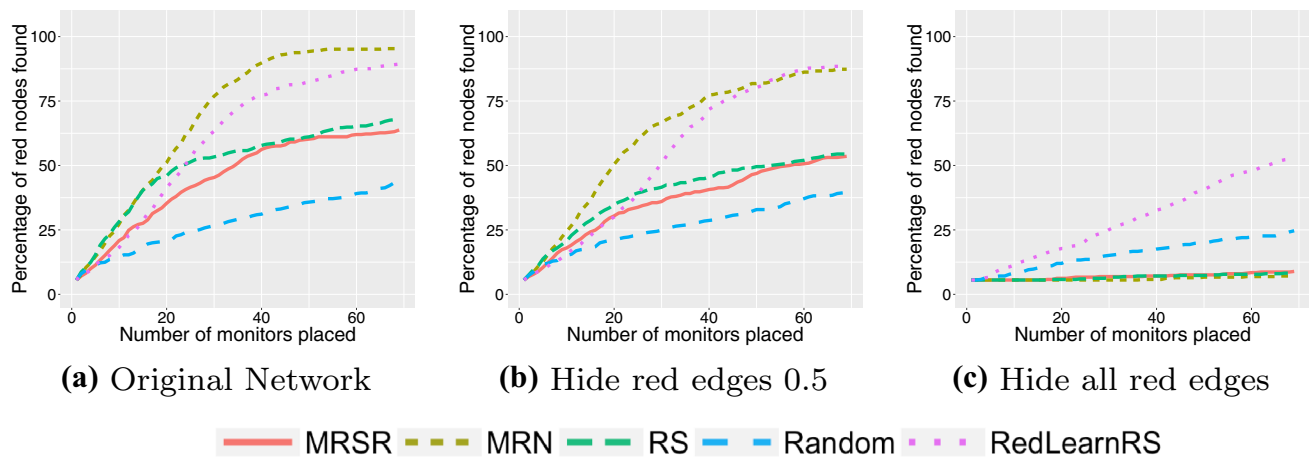 Percentage of red nodes found
100
75
50
25
0
0 20 40 60
Number of monitors placed
(a) Original Network
Percentage of red nodes found
100
75
50
25
0
0 20 40 60
Number of monitors placed
(b) Hide red edges 0.5
Percentage of red nodes found
100
75
50
25
0
0 20 40 60
Number of monitors placed
(c) Hide all red edges
MRSR MRN RS Random RedLearnRS